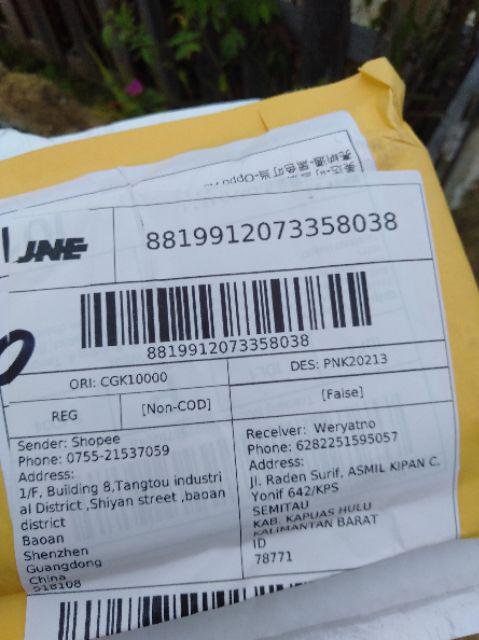 JNE
8819912073358038
8819912073358038
ORI: CGK10000
DES: PNK20213
REG
[Non-COD]
[False]
Sender: Shopee
Phone: 0755-21537059
Address:
1/F, Building 8,Tangtou industri
al District ,Shiyan street ,baoan
district
Baoan
Shenzhen
Guangdong
China
518108
Receiver: Weryatno
Phone: 6282251595057
Address:
Jl. Raden Surif, ASMIL KIPAN C.
Yonif 642/KPS
SEMITAU
KAB. KAPUAS HULU
KALIMANTAN BARAT
ID
78771